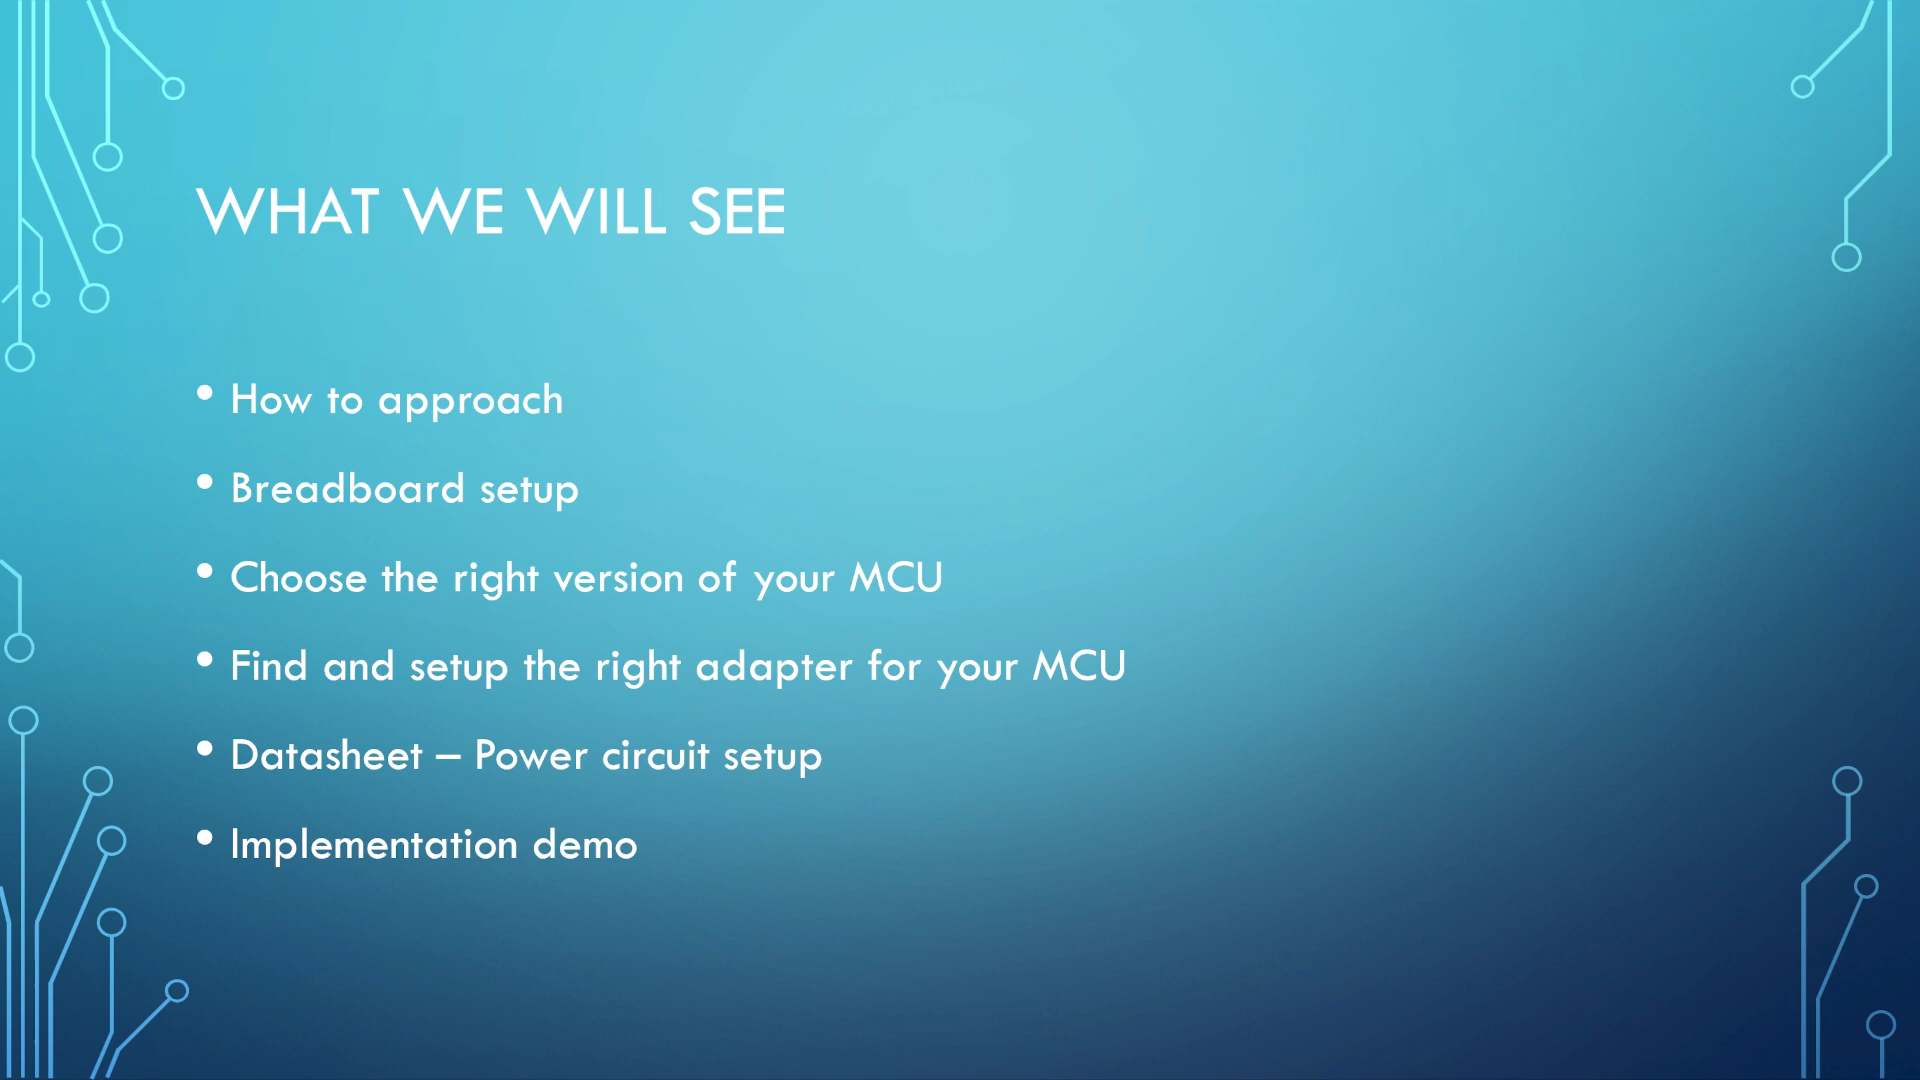 WHAT WE WILL SEE
• How to approach
• Breadboard setup
• Choose the right version of your MCU
• Find and setup the right adapter for your MCU
• Datasheet – Power circuit setup
• Implementation demo